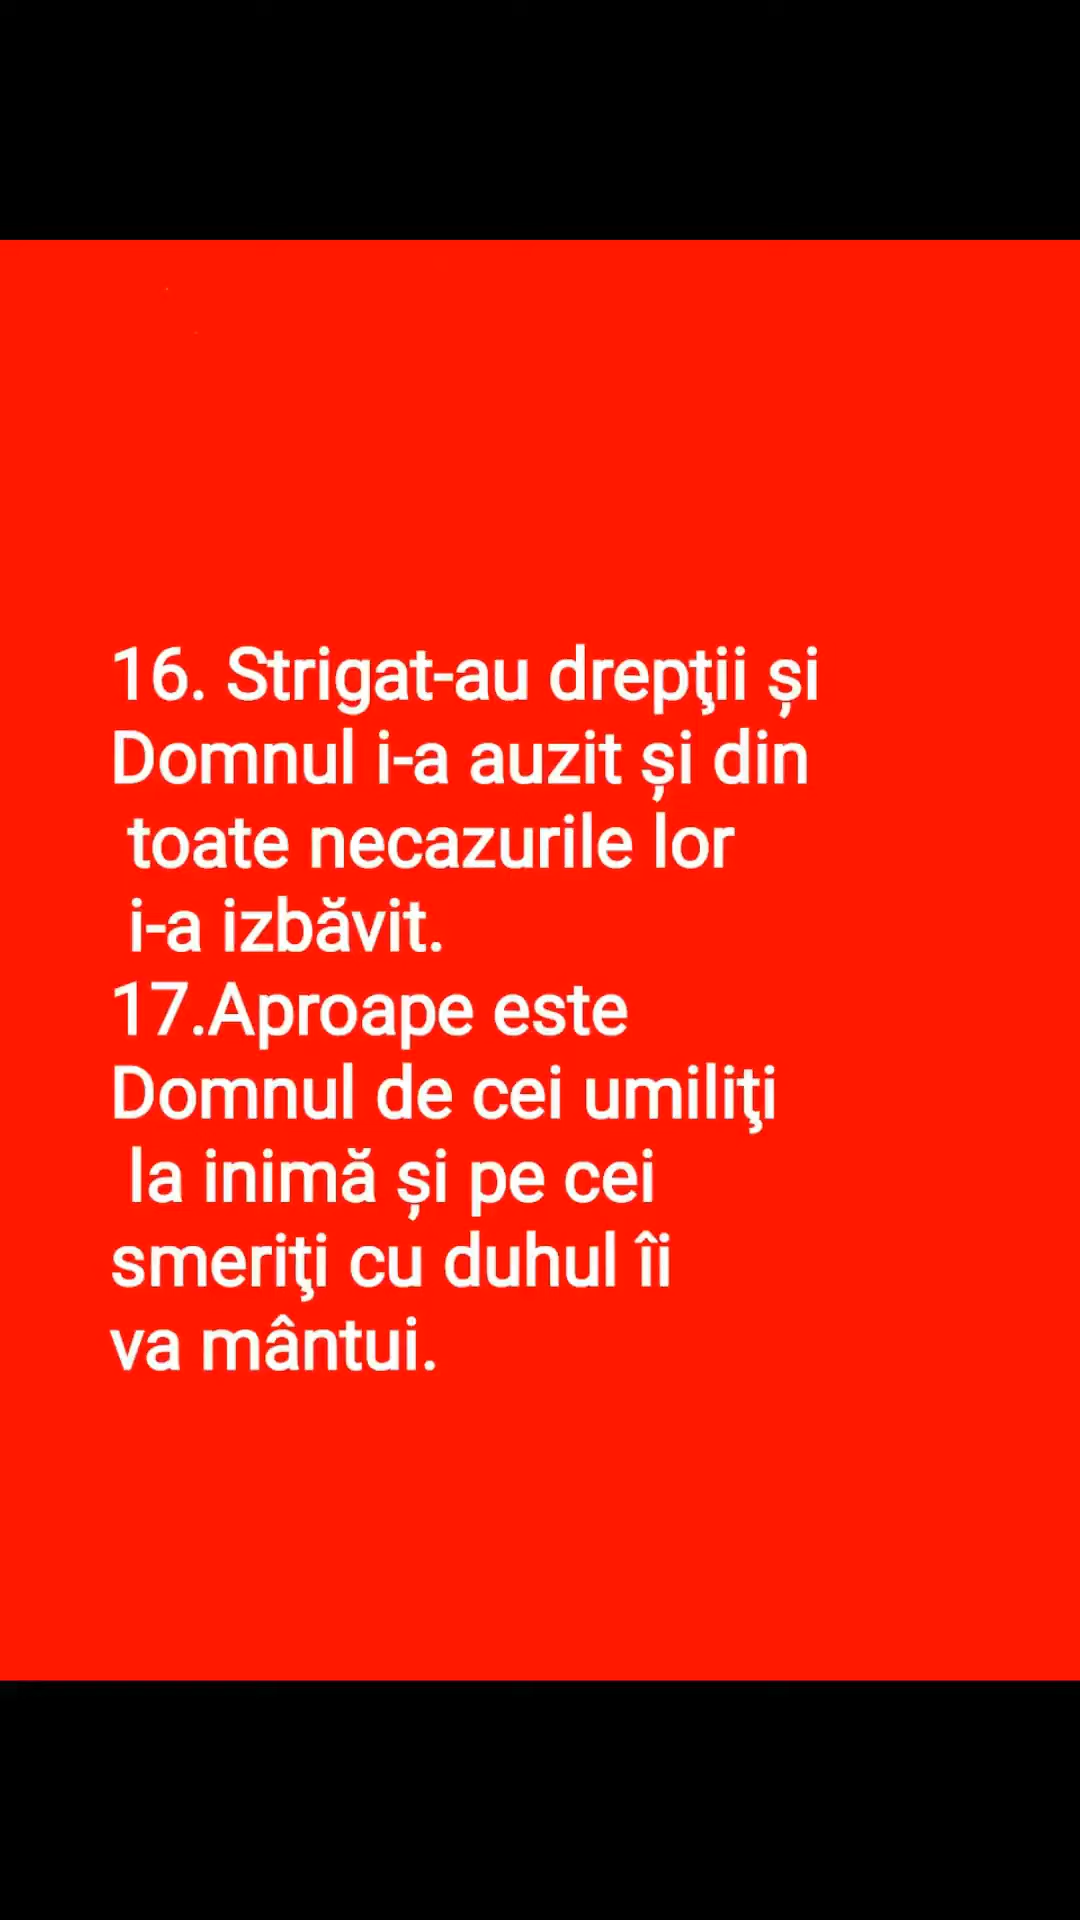 16. Strigat-au drepţii și
Domnul i-a auzit și din
toate necazurile lor
i-a izbăvit.
17.Aproape este
Domnul de cei umiliţi
la inimă și pe cei
smeriţi cu duhul îi
va mântui.